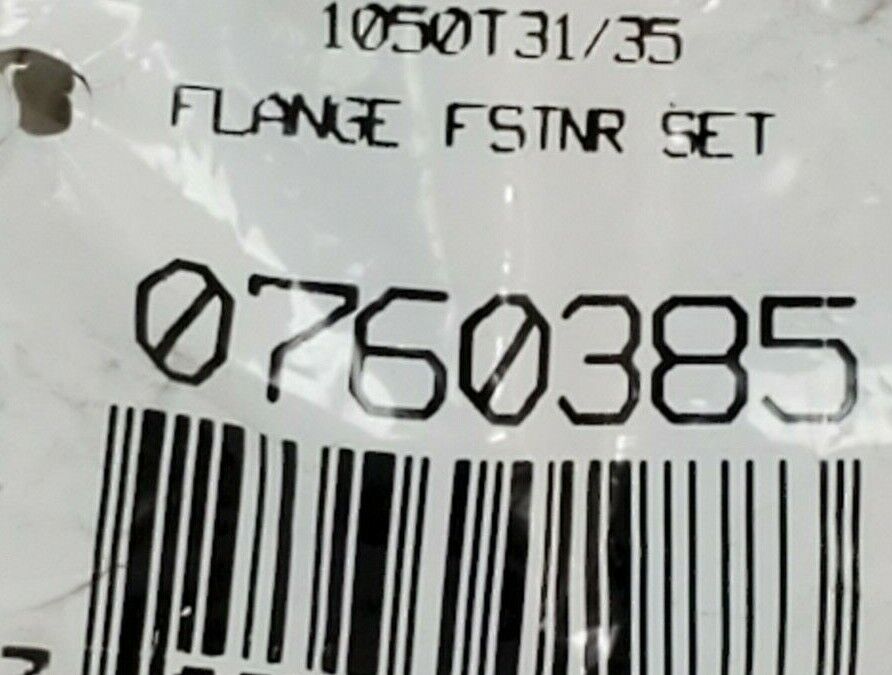 1050T31/35
FLANGE FSTNR SET
0760385